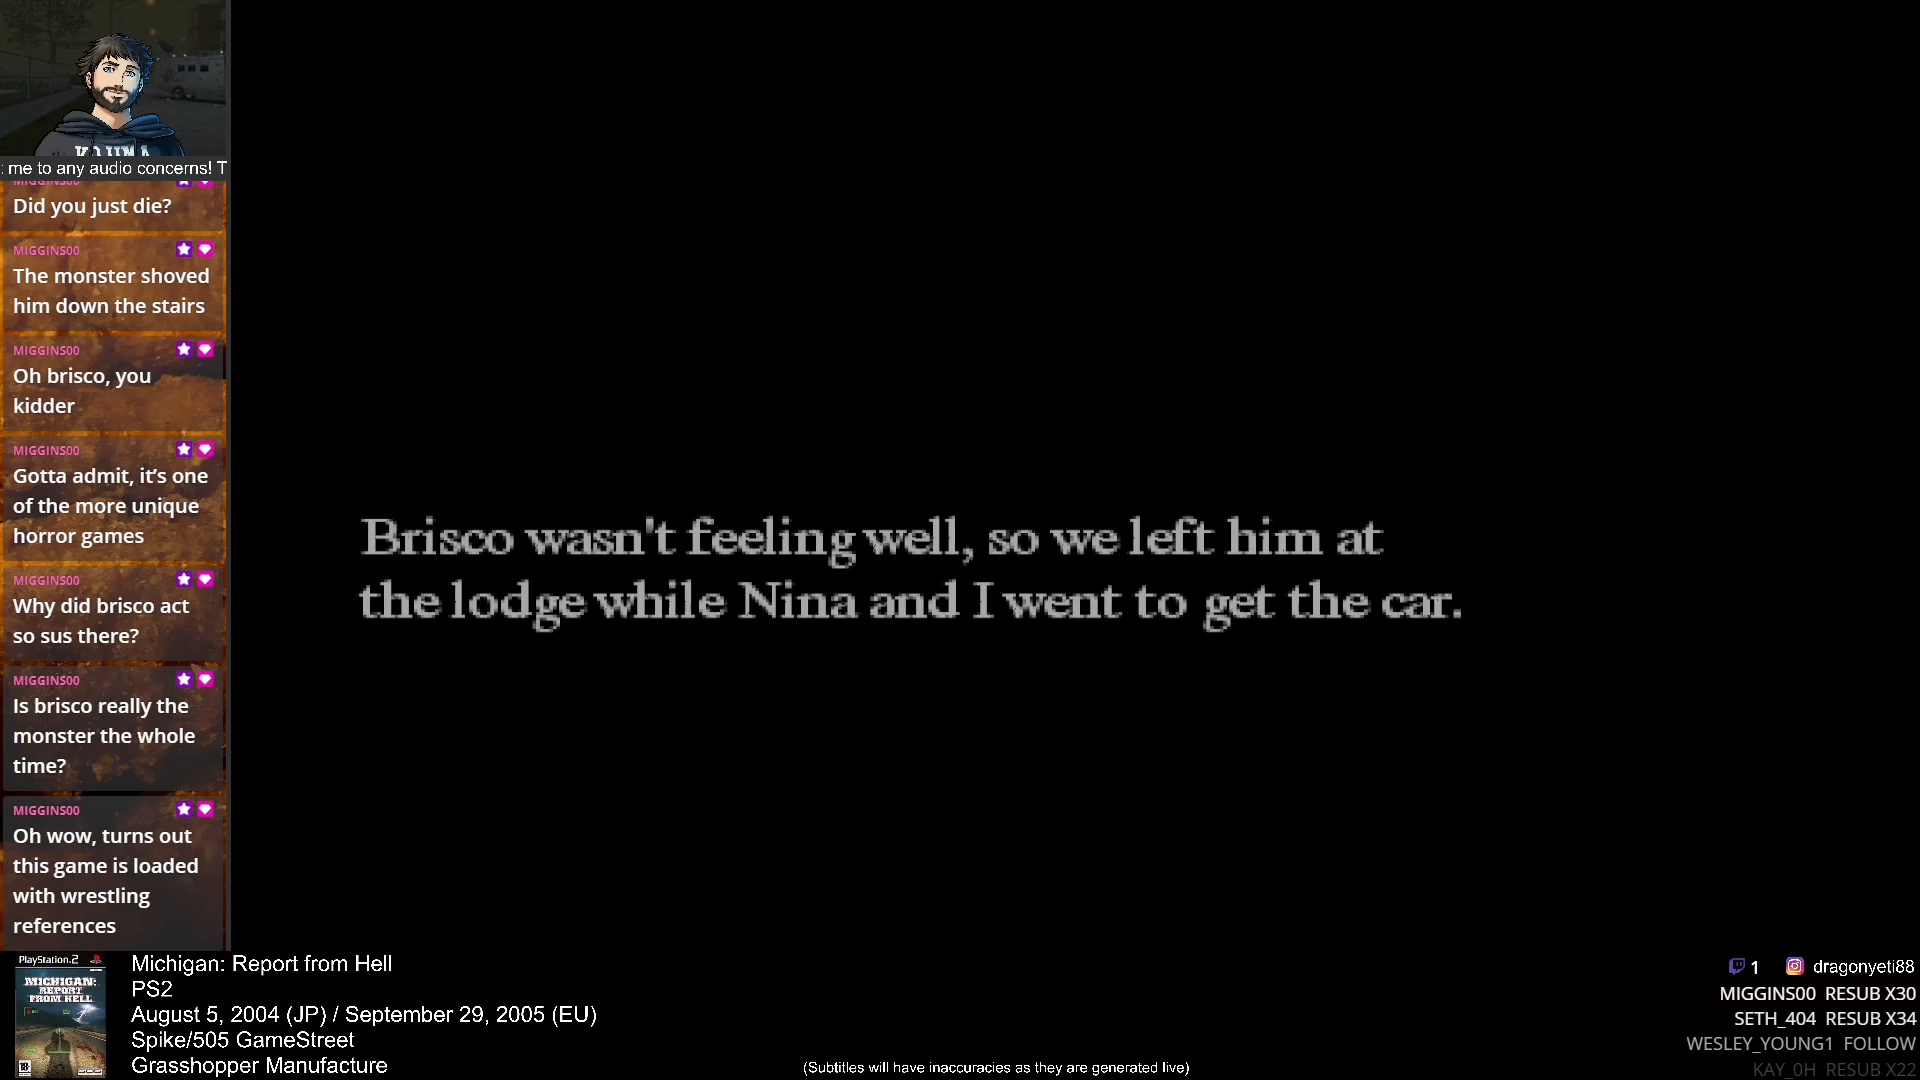 KOJIMA
: me to any audio concerns! T
MIGGINS00
Did you just die?
MIGGINS00
The monster shoved
him down the stairs
MIGGINS00
Oh brisco, you
kidder
MIGGINS00
Gotta admit, it’s one
of the more unique
horror games
MIGGINS00
Why did brisco act
so sus there?
MIGGINS00
Is brisco really the
monster the whole
time?
MIGGINS00
Oh wow, turns out
this game is loaded
with wrestling
references
Brisco wasn't feeling well, so we left him at
the lodge while Nina and I went to get the car.
PlayStation.2
MICHIGAN:
REPORT
FROM HELL
18
505
Michigan: Report from Hell
PS2
August 5, 2004 (JP) / September 29, 2005 (EU)
Spike/505 GameStreet
Grasshopper Manufacture
(Subtitles will have inaccuracies as they are generated live)
1 dragonyeti88
MIGGINS00 RESUB X30
SETH_404 RESUB X34
WESLEY_YOUNG1 FOLLOW
KAY_0H RESUB X22